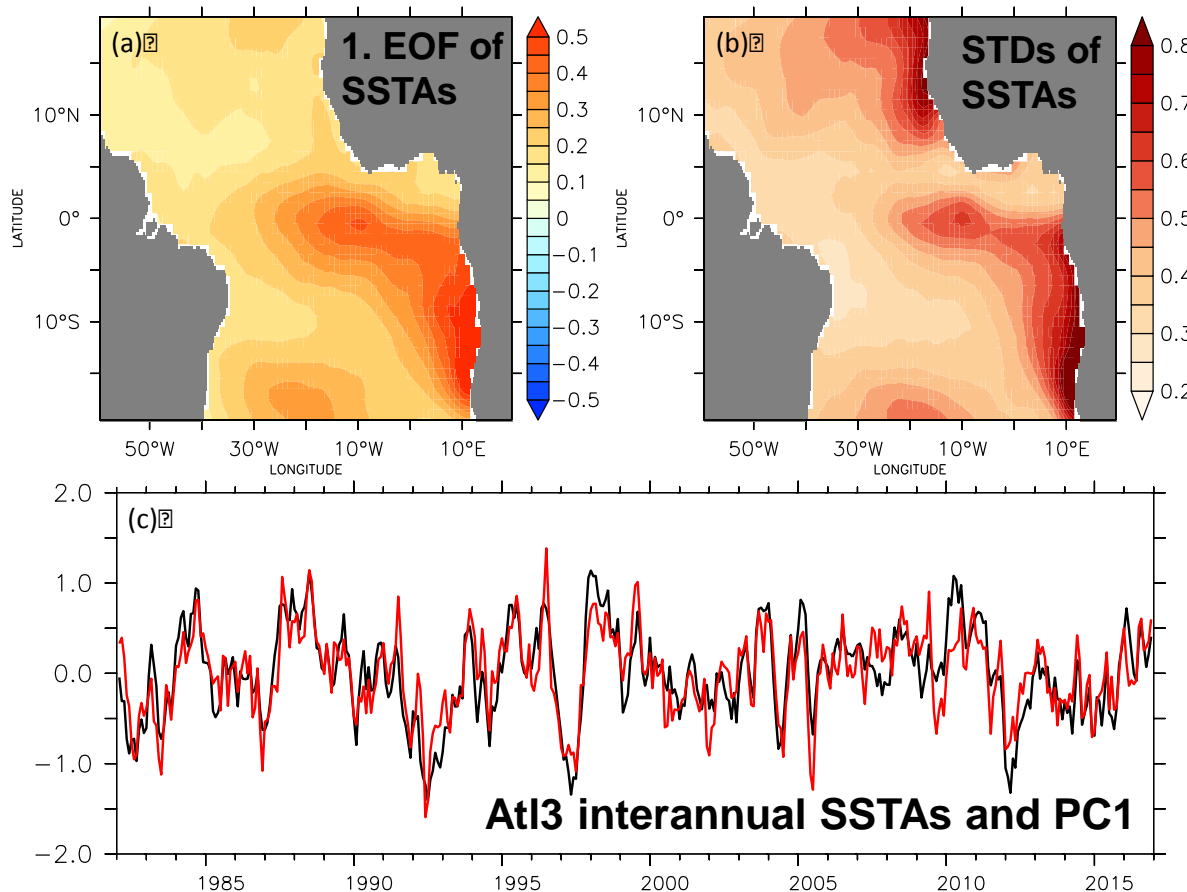 (a)
1. EOF of
SSTAs
10°N
0°
10°S
LATITUDE
50°W 30°W 10°W 10°E
LONGITUDE
0.5
0.4
0.3
0.2
0.1
0
−0.1
−0.2
−0.3
−0.4
−0.5
(b)
STDs of
SSTAs
10°N
0°
10°S
LATITUDE
50°W 30°W 10°W 10°E
LONGITUDE
0.8
0.7
0.6
0.5
0.4
0.3
0.2
(c)
2.0
1.0
0.0
−1.0
−2.0
Atl3 interannual SSTAs and PC1
1985 1990 1995 2000 2005 2010 2015